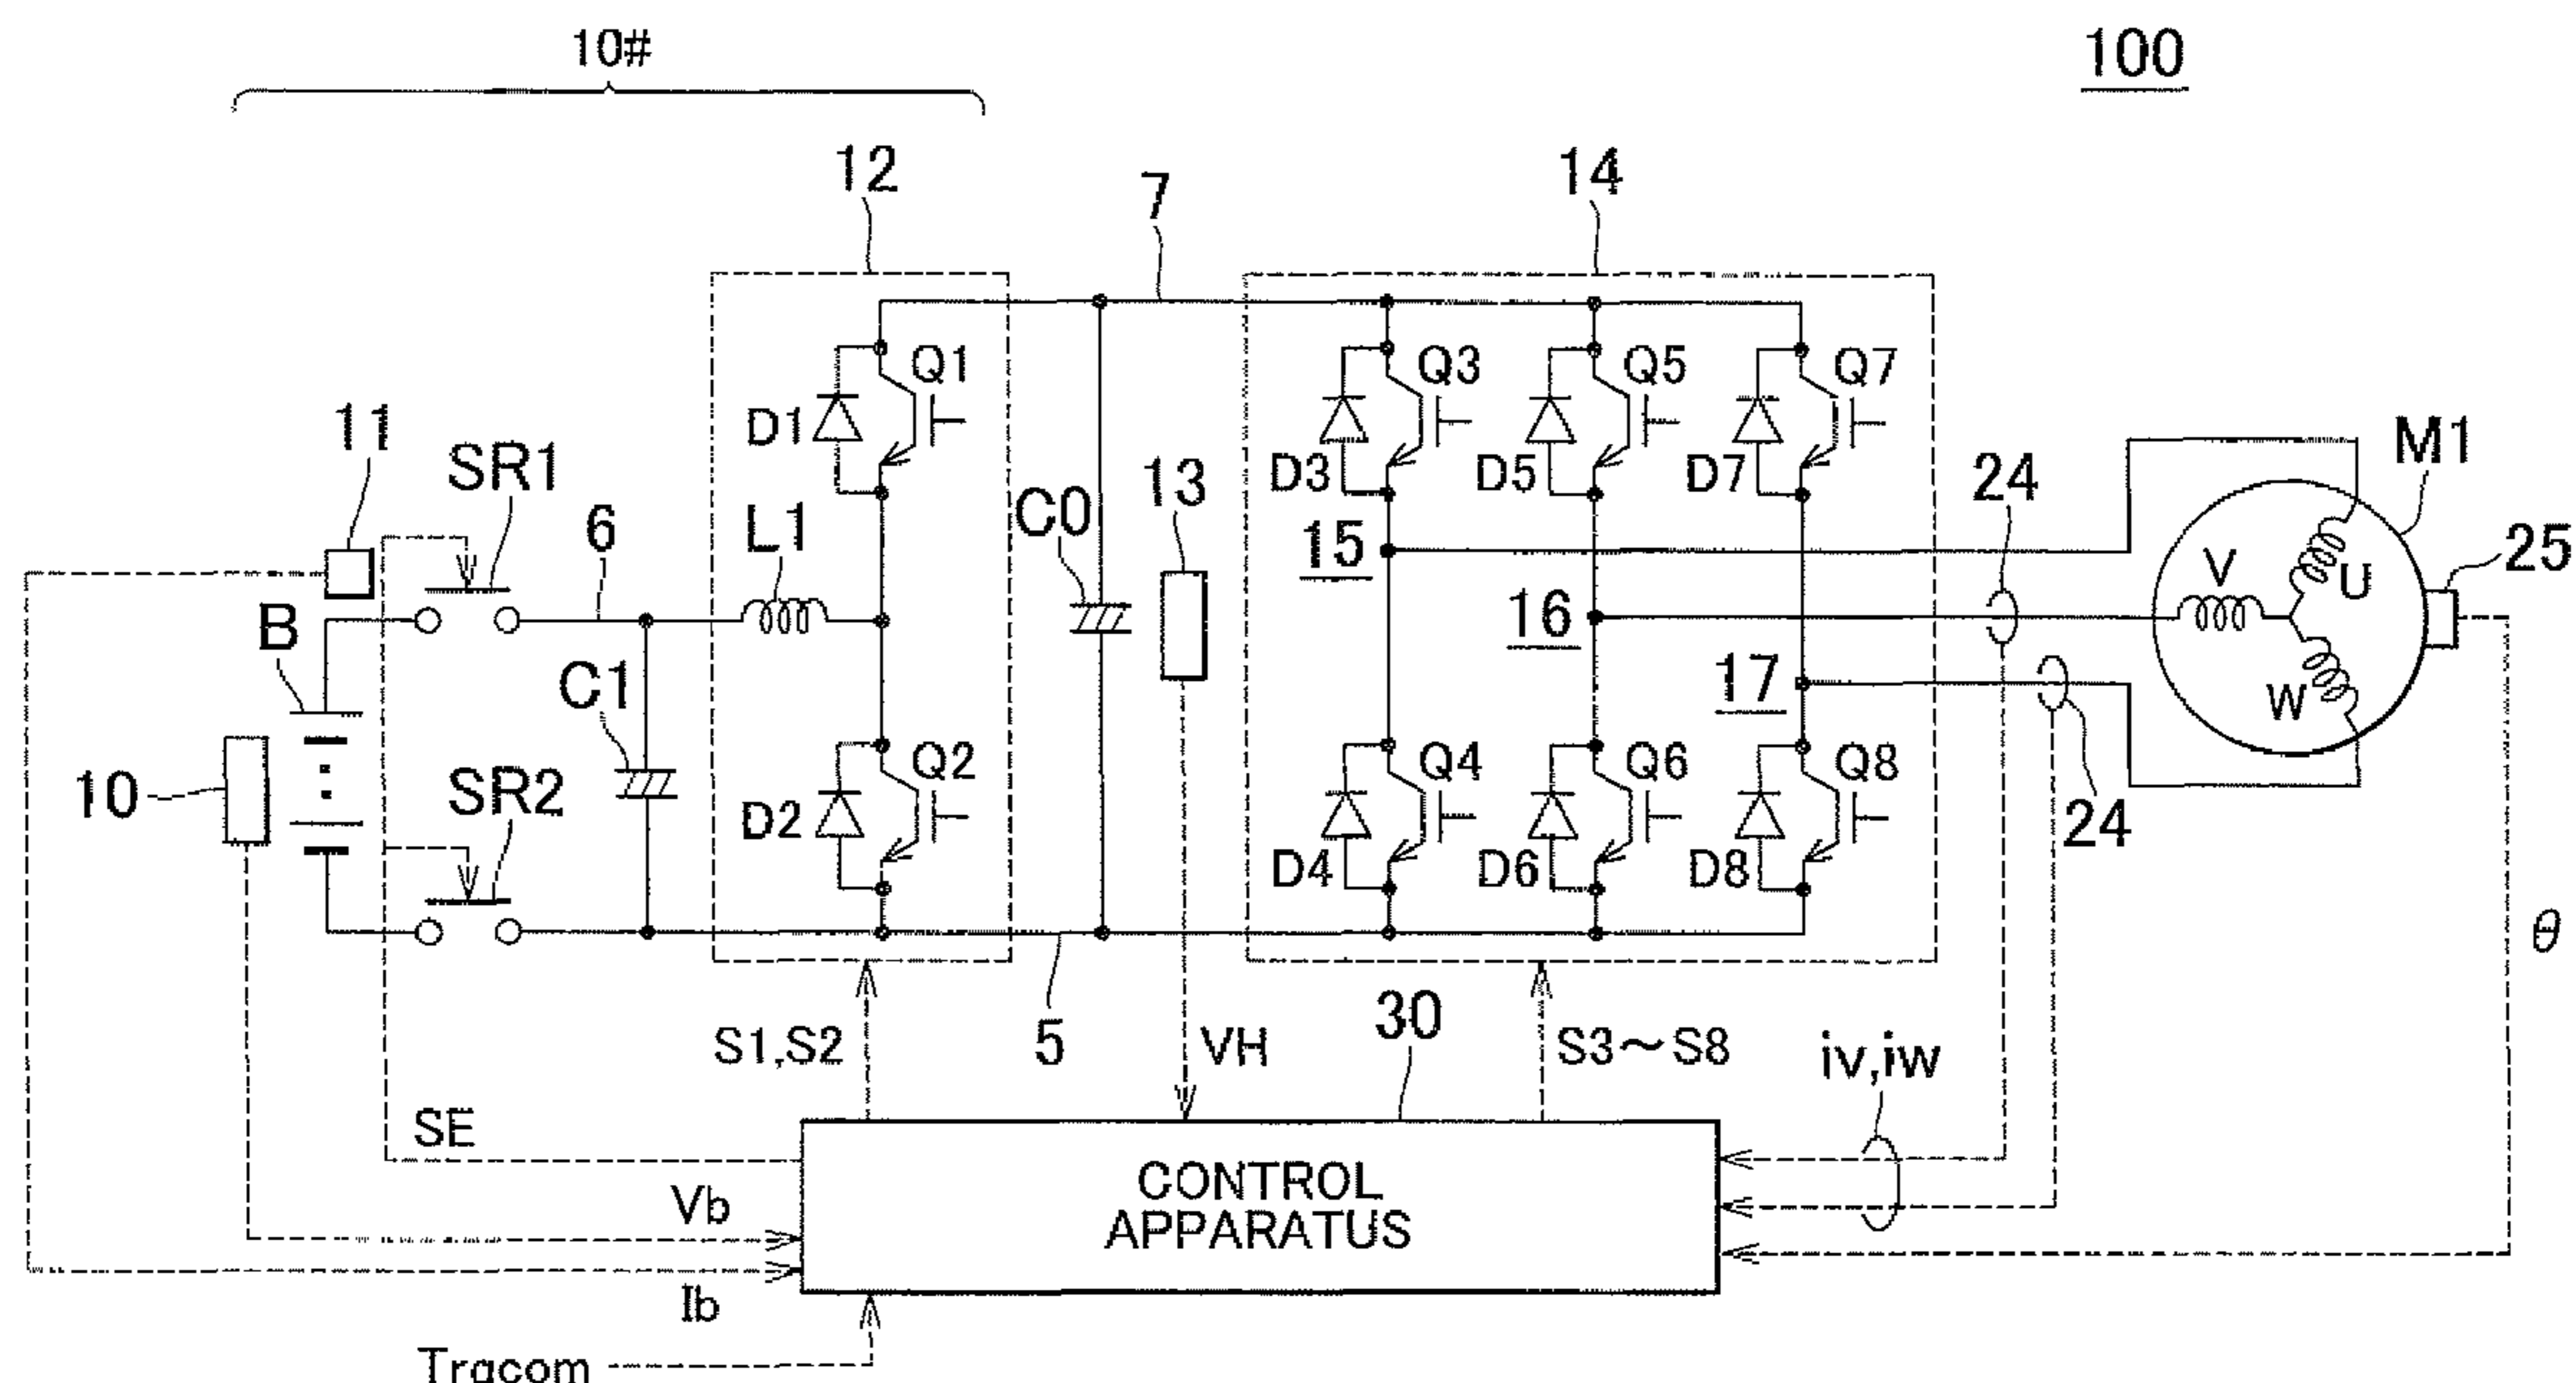 10#
100
12
7
14
Q1
Q3
Q5
Q7
11
SR1
D1
D3
D5
D7
M1
6
L1
C0
13
15
24
V
U
25
B
16
C1
17
W
10
SR2
Q2
Q4
Q6
Q8
24
D2
D4
D6
D8
θ
S1,S2
5
VH
30
S3~S8
iv,iw
SE
CONTROL
APPARATUS
Vb
Ib
Trqcom